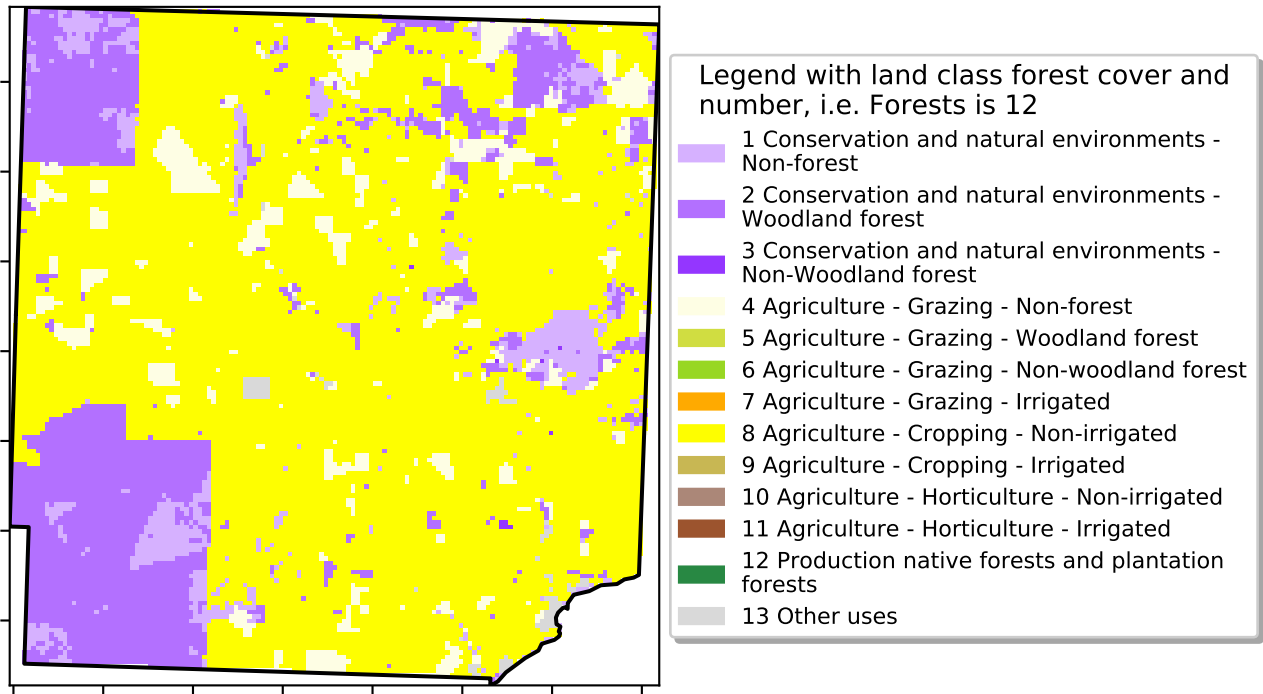 Legend with land class forest cover and
number, i.e. Forests is 12
1 Conservation and natural environments -
Non-forest
2 Conservation and natural environments -
Woodland forest
3 Conservation and natural environments -
Non-Woodland forest
4 Agriculture - Grazing - Non-forest
5 Agriculture - Grazing - Woodland forest
6 Agriculture - Grazing - Non-woodland forest
7 Agriculture - Grazing - Irrigated
8 Agriculture - Cropping - Non-irrigated
9 Agriculture - Cropping - Irrigated
10 Agriculture - Horticulture - Non-irrigated
11 Agriculture - Horticulture - Irrigated
12 Production native forests and plantation
forests
13 Other uses